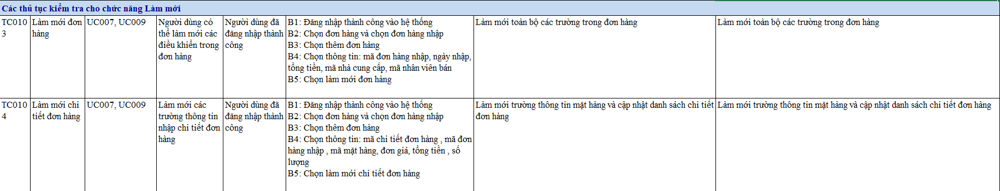 Các thủ tục kiểm tra cho chức năng Làm mới
TC010
3
Làm mới đơn
hàng
UC007, UC009
Người dùng có
thể làm mới các
điều khiển trong
đơn hàng
Người dùng đã
đăng nhập thành
công
B1: Đăng nhập thành công vào hệ thống
B2: Chọn đơn hàng và chọn đơn hàng nhập
B3: Chọn thêm đơn hàng
B4: Chọn thông tin: mã đơn hàng nhập, ngày nhập,
tổng tiền, mã nhà cung cấp, mã nhân viên bán
B5: Chọn làm mới đơn hàng
Làm mới toàn bộ các trường trong đơn hàng
Làm mới toàn bộ các trường trong đơn hàng
TC010
4
Làm mới chi
tiết đơn hàng
UC007, UC009
Làm mới các
trường thông tin
nhập chi tiết đơn
hàng
Người dùng đã
đăng nhập thành
công
B1: Đăng nhập thành công vào hệ thống
B2: Chọn đơn hàng và chọn đơn hàng nhập
B3: Chọn thêm đơn hàng
B4: Chọn thông tin: mã chi tiết đơn hàng , mã đơn
hàng nhập , mã mặt hàng, đơn giá, tổng tiền , số
lượng
B5: Chọn làm mới chi tiết đơn hàng
Làm mới trường thông tin mặt hàng và cập nhật danh sách chi tiết
đơn hàng
Làm mới trường thông tin mặt hàng và cập nhật danh sách chi tiết đơn hàng